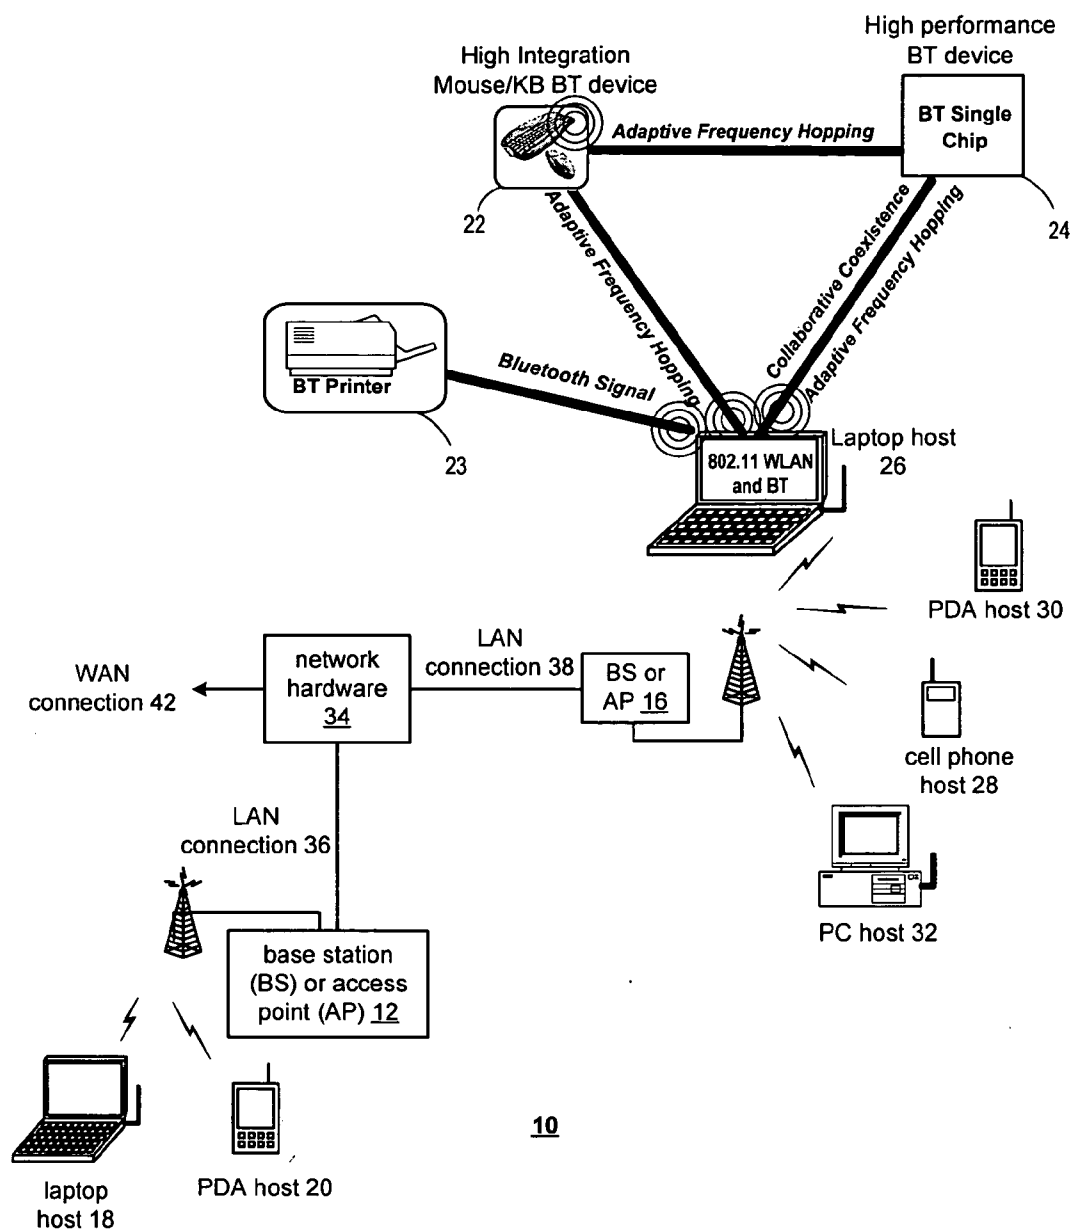 High performance
BT device
High Integration
Mouse/KB BT device
BT Single
Chip
Adaptive Frequency Hopping
22
24
Adaptive Frequency Hopping
Collaborative Coexistence
Adaptive Frequency Hopping
BT Printer
Bluetooth Signal
23
Laptop host
26
802.11 WLAN
and BT
PDA host 30
LAN
connection 38
WAN
connection 42
network
hardware
34
BS or
AP 16
cell phone
host 28
LAN
connection 36
PC host 32
base station
(BS) or access
point (AP) 12
10
PDA host 20
laptop
host 18